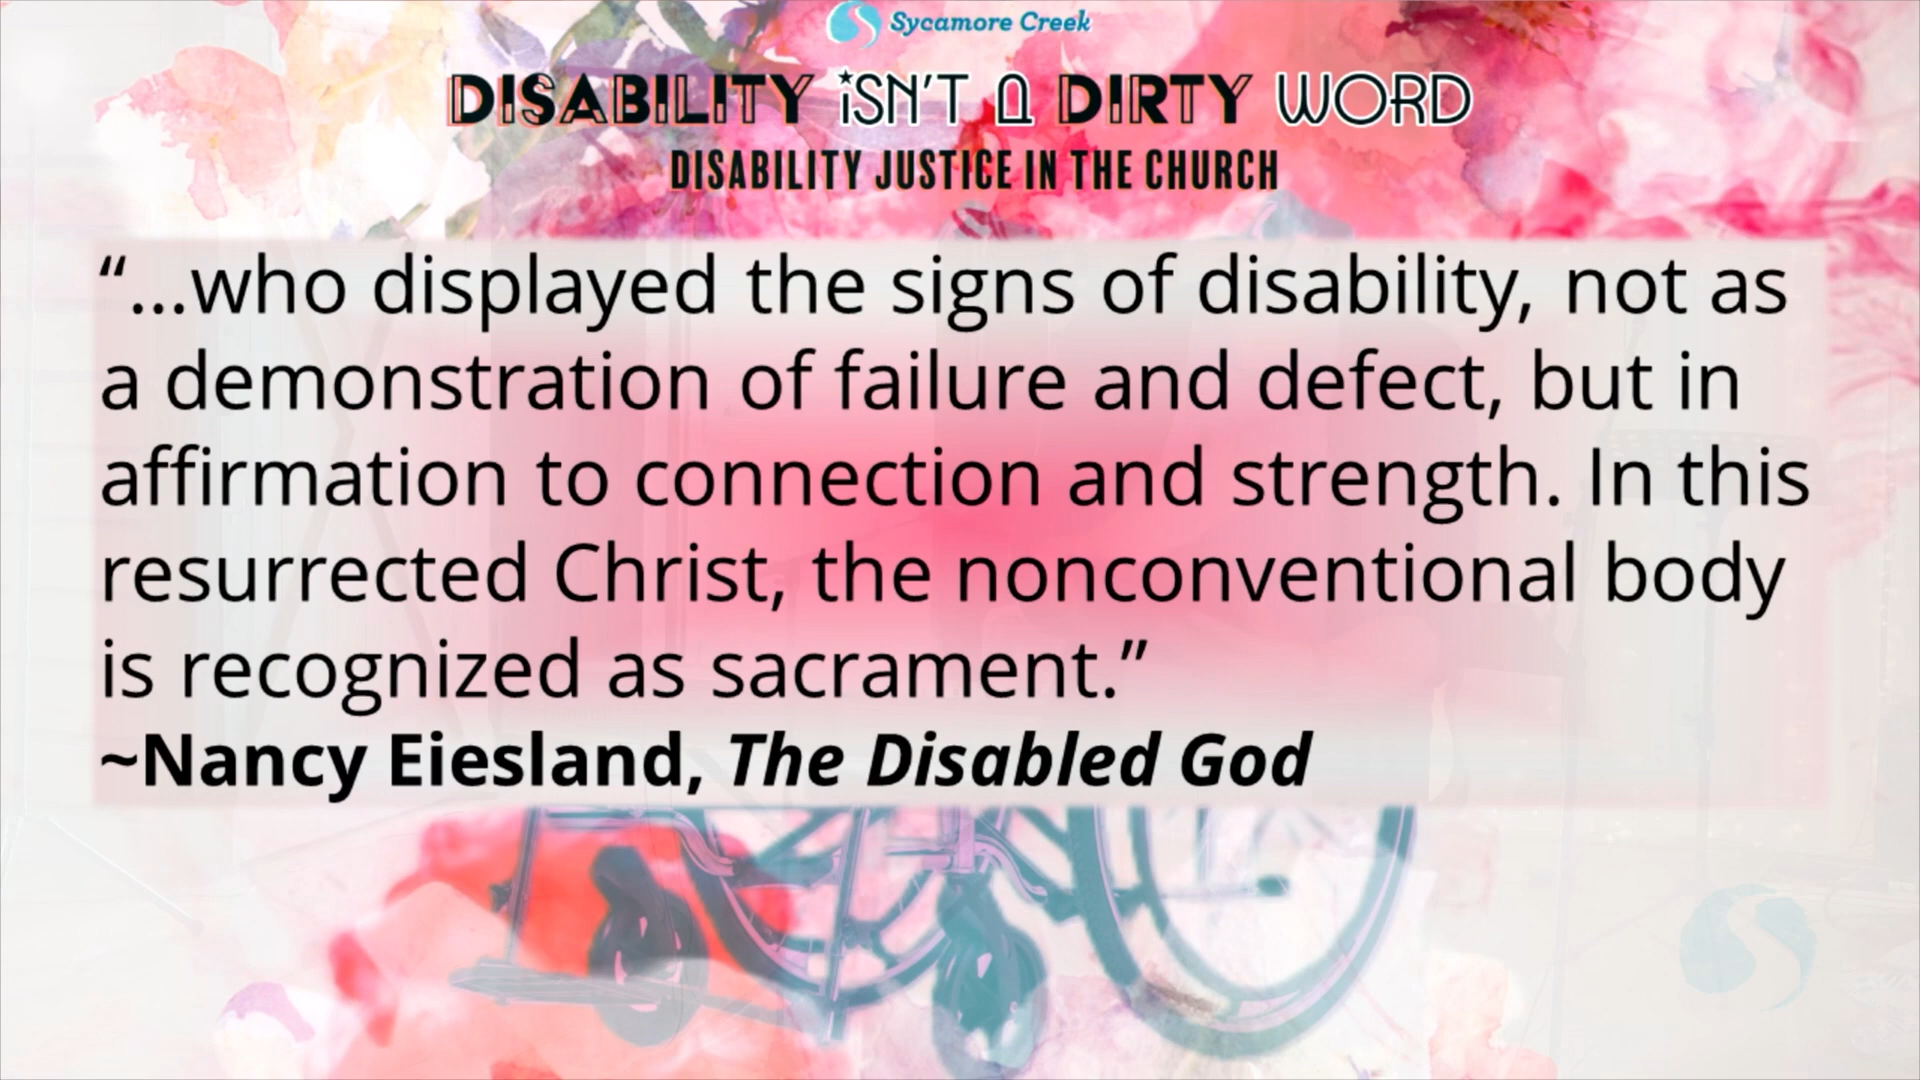 Sycamore Creek
DISABILITY iSN'T A DIRTY WORD
DISABILITY JUSTICE IN THE CHURCH
“...who displayed the signs of disability, not as
a demonstration of failure and defect, but in
affirmation to connection and strength. In this
resurrected Christ, the nonconventional body
is recognized as sacrament.”
~Nancy Eiesland, The Disabled God